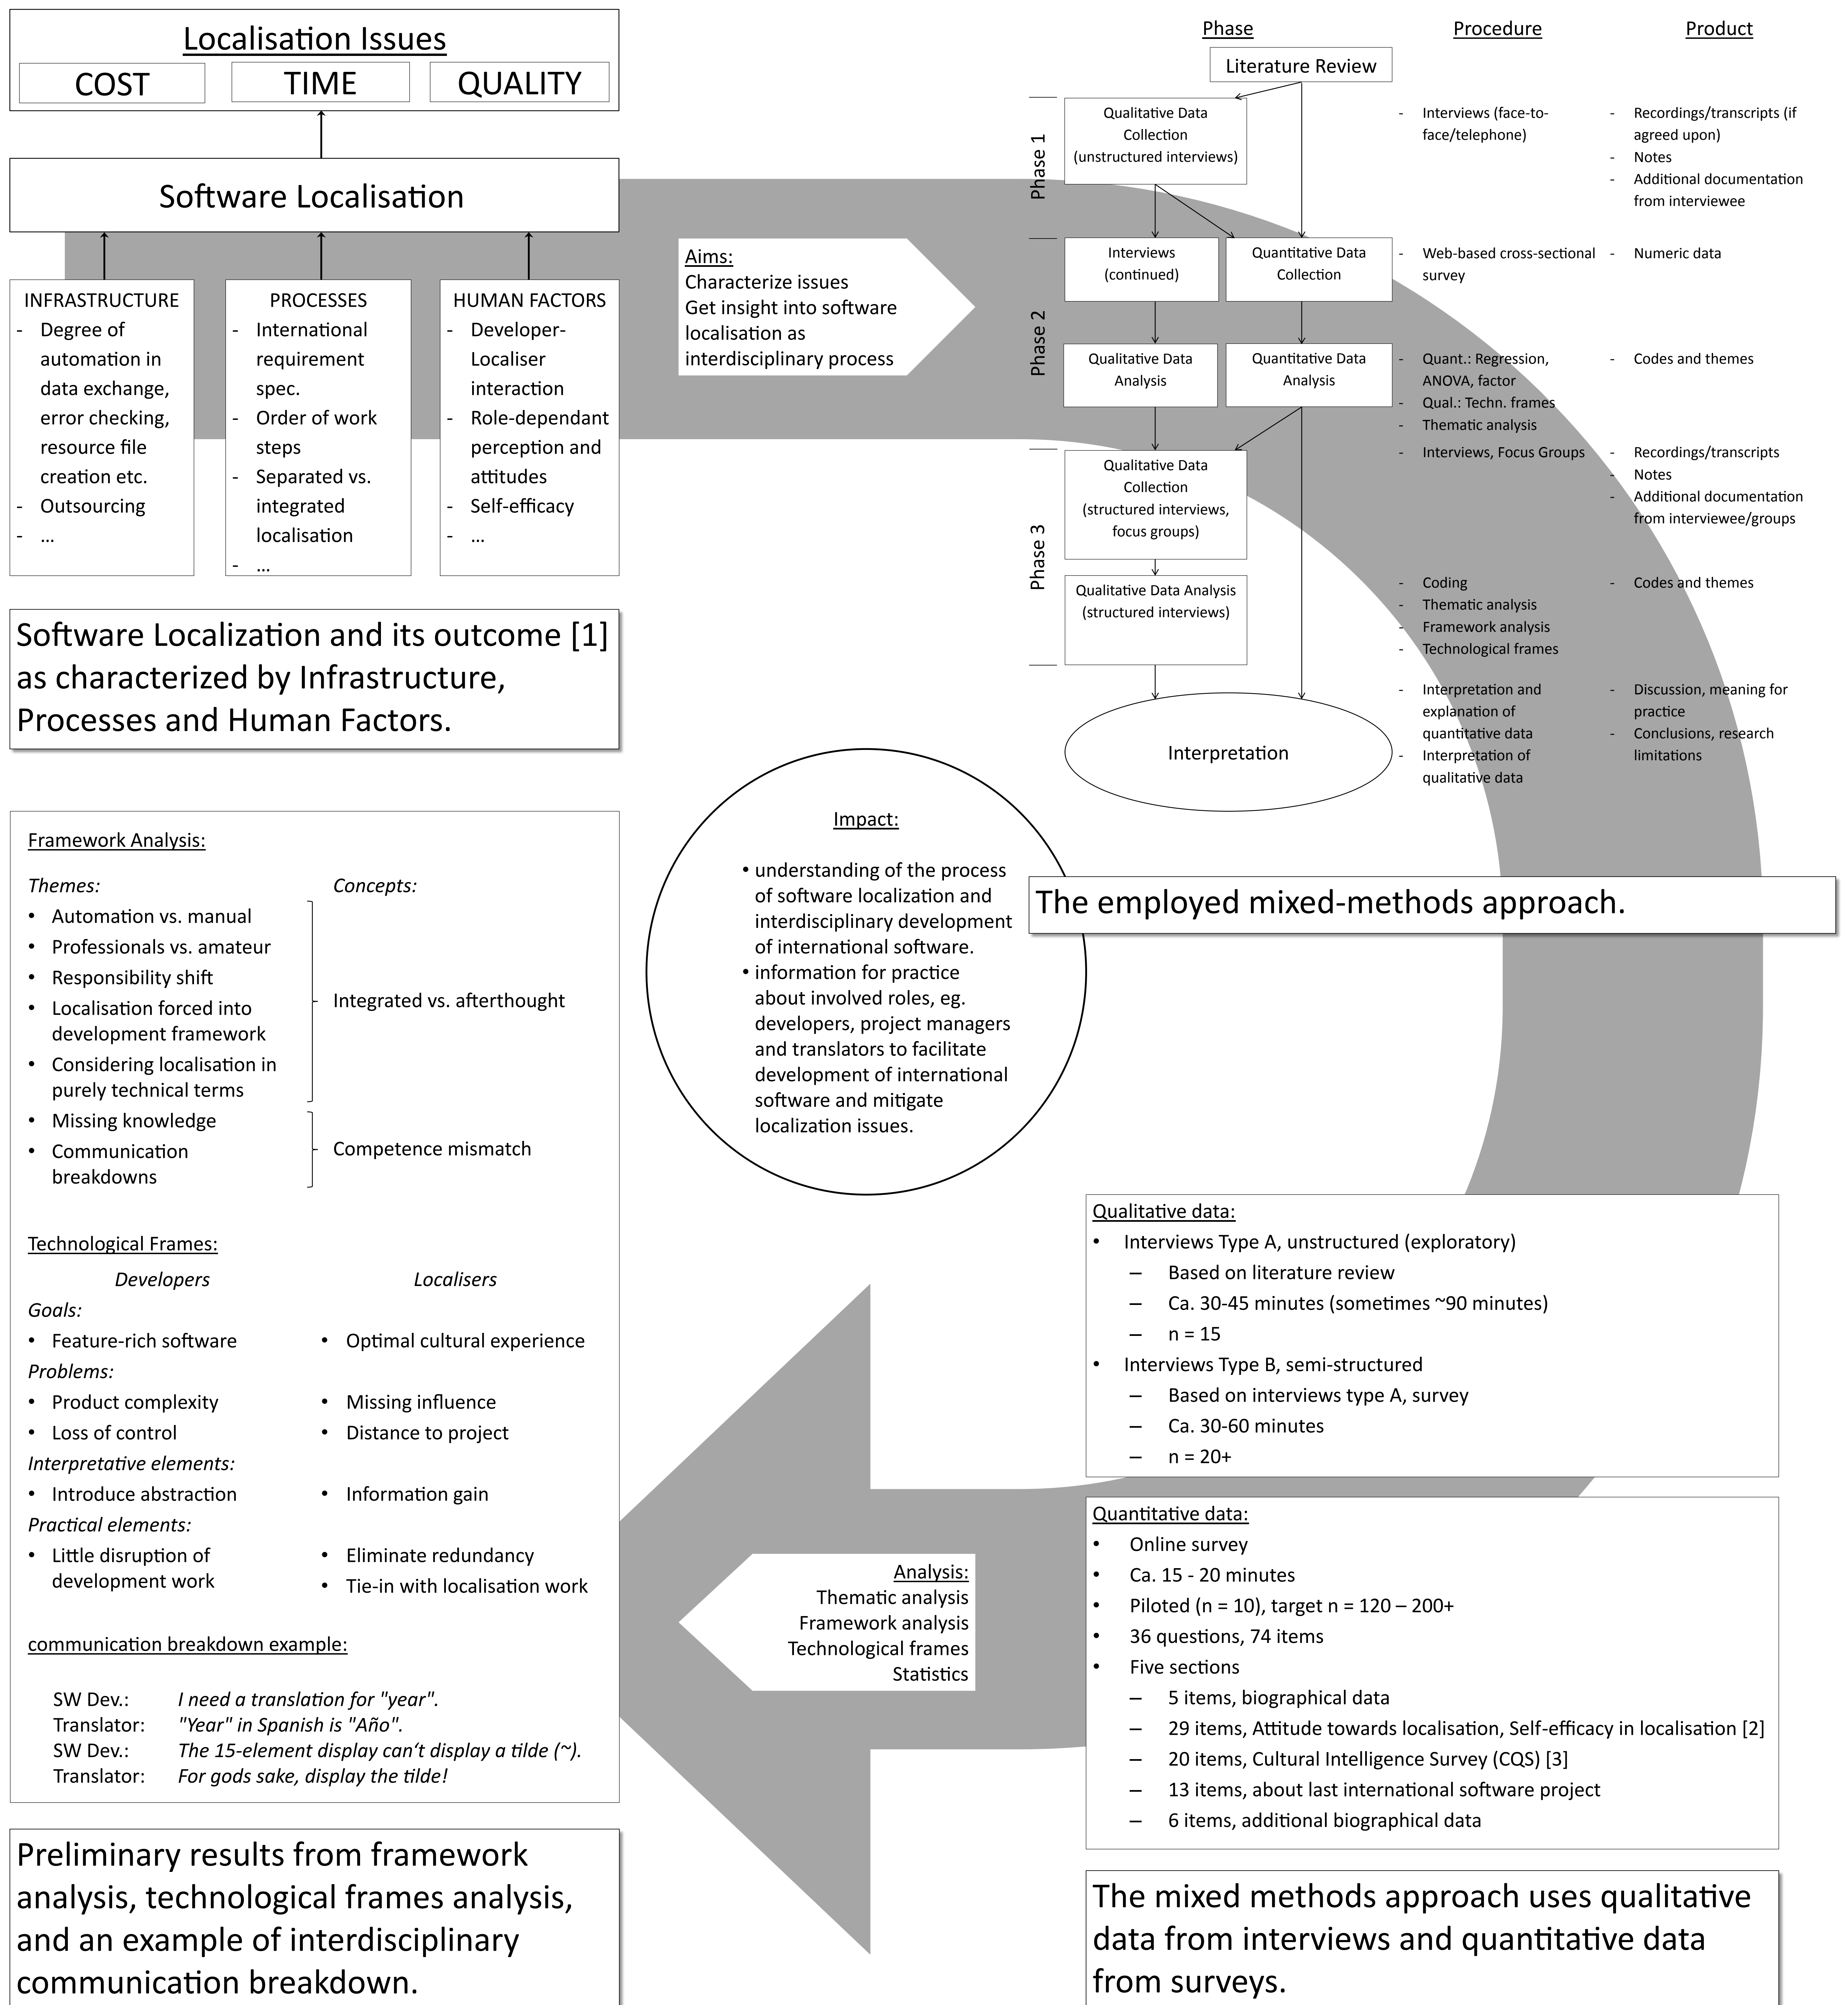 Localisation Issues
COST
TIME
QUALITY
Software Localisation
INFRASTRUCTURE
- Degree of
automation in
data exchange,
error checking,
resource file
creation etc.
- Outsourcing
- ...
PROCESSES
- International
requirement
spec.
- Order of work
steps
- Separated vs.
integrated
localisation
- ...
HUMAN FACTORS
- Developer-
Localiser
interaction
- Role-dependant
perception and
attitudes
- Self-efficacy
- ...
Software Localization and its outcome [1]
as characterized by Infrastructure,
Processes and Human Factors.
Aims:
Characterize issues
Get insight into software
localisation as
interdisciplinary process
Phase
Procedure
Product
Literature Review
Phase 1
Qualitative Data
Collection
(unstructured interviews)
- Interviews (face-to-
face/telephone)
- Recordings/transcripts (if
agreed upon)
- Notes
- Additional documentation
from interviewee
Phase 2
Interviews
(continued)
Quantitative Data
Collection
- Web-based cross-sectional
survey
- Numeric data
Qualitative Data
Analysis
Quantitative Data
Analysis
- Quant.: Regression,
ANOVA, factor
- Qual.: Techn. frames
- Thematic analysis
- Codes and themes
Phase 3
Qualitative Data
Collection
(structured interviews,
focus groups)
- Interviews, Focus Groups
- Recordings/transcripts
- Notes
- Additional documentation
from interviewee/groups
Qualitative Data Analysis
(structured interviews)
- Coding
- Thematic analysis
- Framework analysis
- Technological frames
- Codes and themes
Interpretation
- Interpretation and
explanation of
quantitative data
- Interpretation of
qualitative data
- Discussion, meaning for
practice
- Conclusions, research
limitations
The employed mixed-methods approach.
Impact:
• understanding of the process
of software localization and
interdisciplinary development
of international software.
• information for practice
about involved roles, eg.
developers, project managers
and translators to facilitate
development of international
software and mitigate
localization issues.
Qualitative data:
• Interviews Type A, unstructured (exploratory)
– Based on literature review
– Ca. 30-45 minutes (sometimes ~90 minutes)
– n = 15
• Interviews Type B, semi-structured
– Based on interviews type A, survey
– Ca. 30-60 minutes
– n = 20+
Quantitative data:
• Online survey
• Ca. 15 - 20 minutes
• Piloted (n = 10), target n = 120 – 200+
• 36 questions, 74 items
• Five sections
– 5 items, biographical data
– 29 items, Attitude towards localisation, Self-efficacy in localisation [2]
– 20 items, Cultural Intelligence Survey (CQS) [3]
– 13 items, about last international software project
– 6 items, additional biographical data
The mixed methods approach uses qualitative
data from interviews and quantitative data
from surveys.
Analysis:
Thematic analysis
Framework analysis
Technological frames
Statistics
Framework Analysis:
Themes:
Concepts:
• Automation vs. manual
• Professionals vs. amateur
• Responsibility shift
• Localisation forced into
development framework
• Considering localisation in
purely technical terms
Integrated vs. afterthought
• Missing knowledge
• Communication
breakdowns
Competence mismatch
Technological Frames:
Developers
Localisers
Goals:
• Feature-rich software
• Optimal cultural experience
Problems:
• Product complexity
• Missing influence
• Loss of control
• Distance to project
Interpretative elements:
• Introduce abstraction
• Information gain
Practical elements:
• Little disruption of
development work
• Eliminate redundancy
• Tie-in with localisation work
communication breakdown example:
SW Dev.: I need a translation for "year".
Translator: "Year" in Spanish is "Año".
SW Dev.: The 15-element display can‘t display a tilde (~).
Translator: For gods sake, display the tilde!
Preliminary results from framework
analysis, technological frames analysis,
and an example of interdisciplinary
communication breakdown.